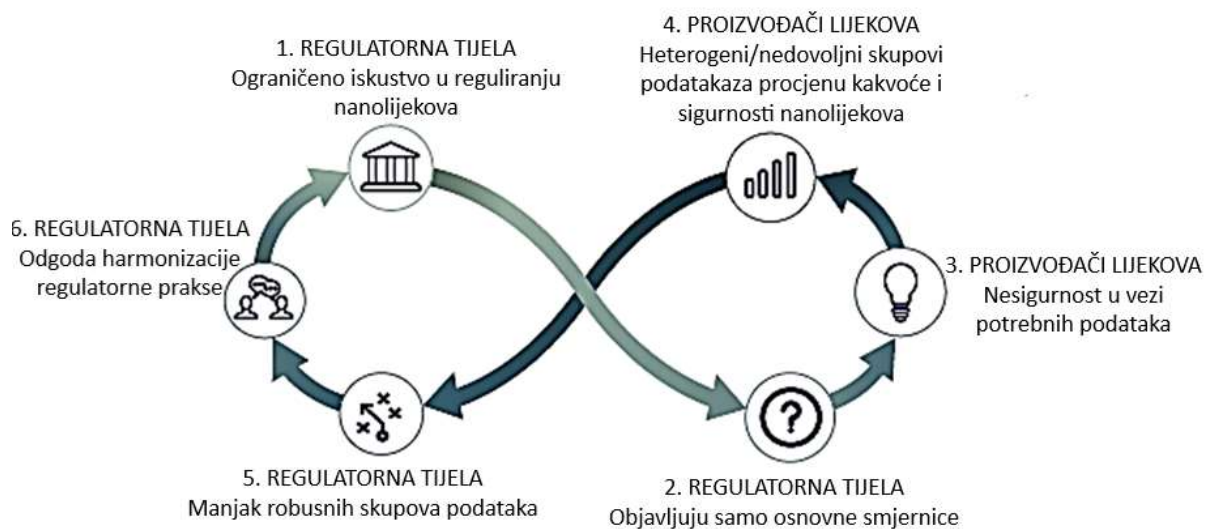 1. REGULATORNA TIJELA
Ograničeno iskustvo u reguliranju
nanolijekova
4. PROIZVOĐAČI LIJEKOVA
Heterogeni/nedovoljni skupovi
podatakaza procjenu kakvoće i
sigurnosti nanolijekova
6. REGULATORNA TIJELA
Odgoda harmonizacije
regulatorne prakse
3. PROIZVOĐAČI LIJEKOVA
Nesigurnost u vezi
potrebnih podataka
?
5. REGULATORNA TIJELA
Manjak robusnih skupova podataka
2. REGULATORNA TIJELA
Objavljuju samo osnovne smjernice